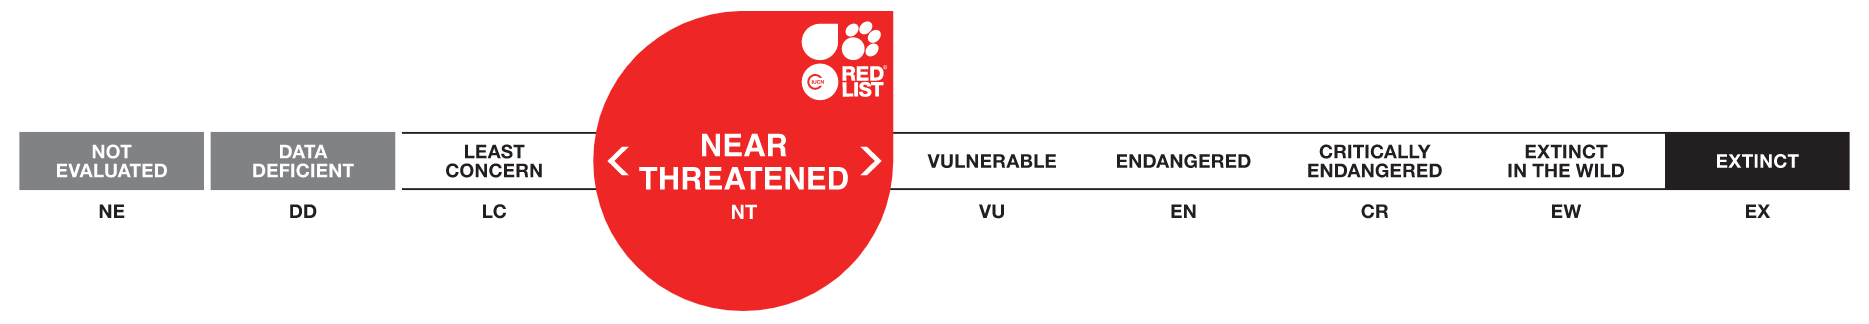 IUCN
RED
LIST
®
NOT
EVALUATED
NE
DATA
DEFICIENT
DD
LEAST
CONCERN
LC
NEAR
THREATENED
NT
VULNERABLE
VU
ENDANGERED
EN
CRITICALLY
ENDANGERED
CR
EXTINCT
IN THE WILD
EW
EXTINCT
EX